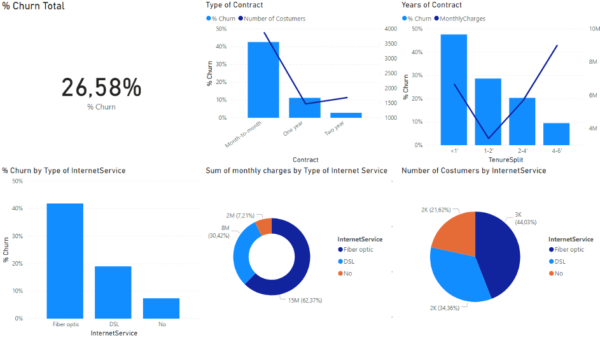 % Churn Total
26,58%
% Churn
Type of Contract
% Churn Number of Costumers
50%
40%
30%
20%
10%
0%
% Churn
4000
3500
3000
2500
2000
1500
1000
Month-to-month
One year
Two year
Contract
Years of Contract
% Churn MonthlyCharges
50%
40%
30%
20%
10%
0%
% Churn
10M
8M
6M
4M
<1'
1-2'
2-4'
4-6'
TenureSplit
% Churn by Type of InternetService
50%
40%
30%
20%
10%
0%
% Churn
Fiber optic
DSL
No
InternetService
Sum of monthly charges by Type of Internet Service
2M (7,21%)
8M
(30,42%)
15M (62,37%)
InternetService
Fiber optic
DSL
No
Number of Costumers by InternetService
2K (21,62%)
3K
(44,03%)
2K (34,36%)
InternetService
Fiber optic
DSL
No